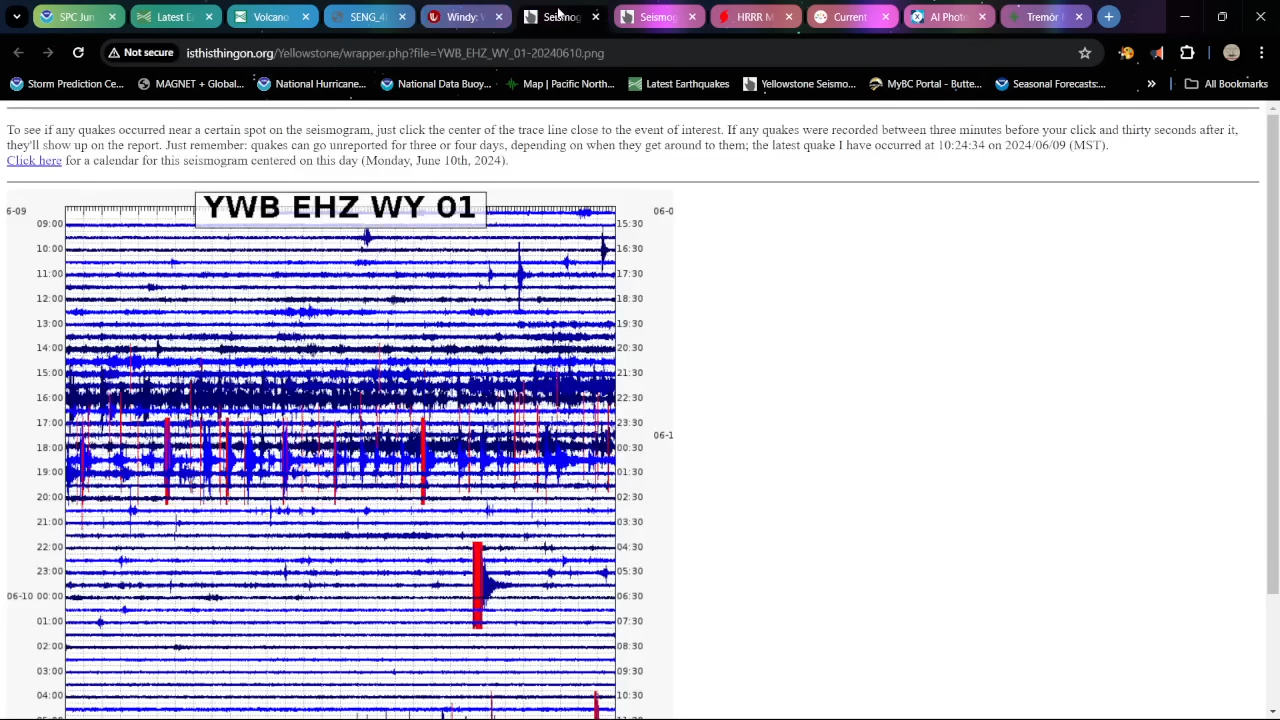 SPC Jun
Latest E
Volcano
SENG_4
Windy: V
Seismog
Seismog
HRRR M
Current
AI Photo
Tremor
Not secure
isthisthingon.org/Yellowstone/wrapper.php?file=YWB_EHZ_WY_01-20240610.png
Storm Prediction Ce...
MAGNET + Global...
National Hurricane...
National Data Buoy...
Map | Pacific North...
Latest Earthquakes
Yellowstone Seismo...
MyBC Portal - Butte...
Seasonal Forecasts:...
All Bookmarks
To see if any quakes occurred near a certain spot on the seismogram, just click the center of the trace line close to the event of interest. If any quakes were recorded between three minutes before your click and thirty seconds after it,
they'll show up on the report. Just remember: quakes can go unreported for three or four days, depending on when they get around to them; the latest quake I have occurred at 10:24:34 on 2024/06/09 (MST).
Click here for a calendar for this seismogram centered on this day (Monday, June 10th, 2024).
YWB EHZ WY 01
6-0
09:00 15:30
10:00 16:30
11:00 17:30
12:00 18:30
19:30
14:00
15:00 21:30
16:00 22:30
17:00 23:30
06-1
18:00
19:00 01:30
20:00 02:30
21:00 03:30
22:00 04:30
23:00 05:30
06-10 00:00 06:30
01:00 07:30
02:00 08:30
03:00 09:30
04:00 10:30